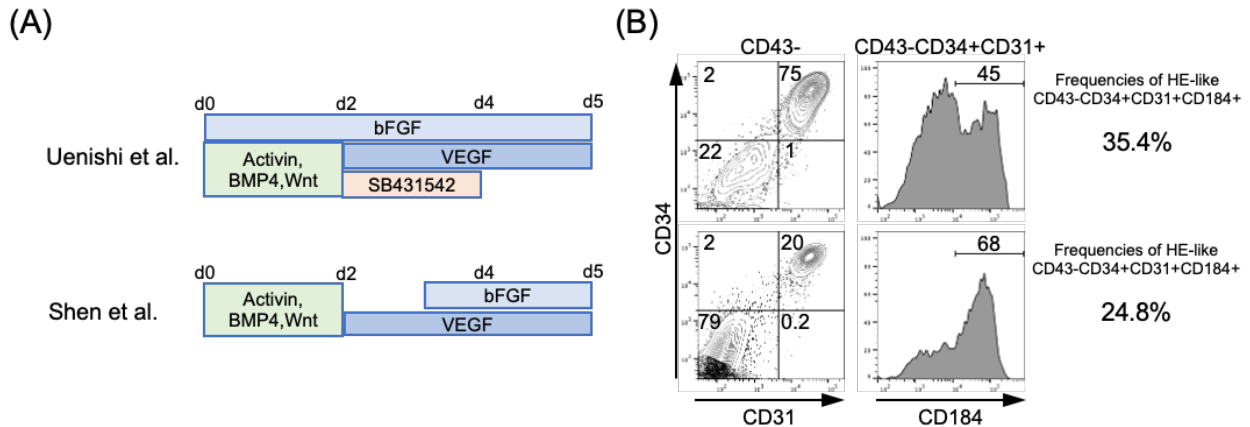 (A)
d0 d2 d4 d5
bFGF
Uenishi et al.
Activin,
BMP4,Wnt
VEGF
SB431542
d0 d2 d4 d5
Shen et al.
Activin,
BMP4,Wnt
bFGF
VEGF
(B)
CD43- CD43-CD34+CD31+
2 75
22 1
45
Frequencies of HE-like
CD43-CD34+CD31+CD184+
35.4%
2 20
79 0.2
68
Frequencies of HE-like
CD43-CD34+CD31+CD184+
24.8%
CD34
CD31
CD184